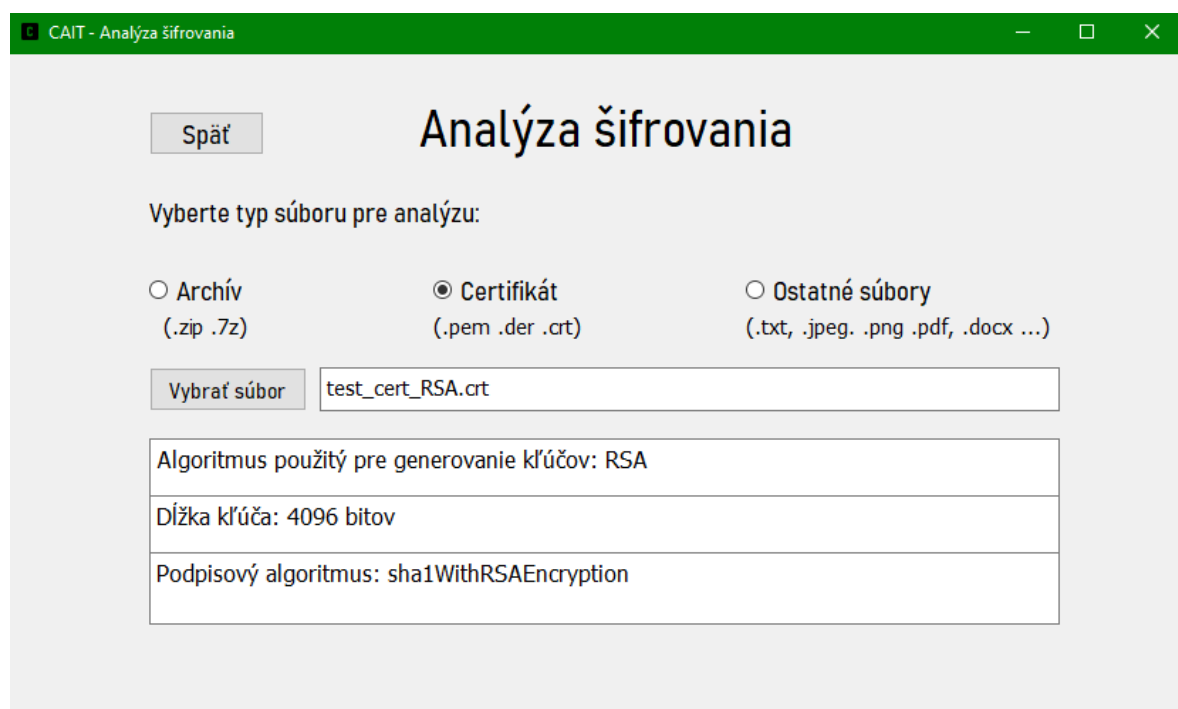 CAIT - Analýza šifrovania
Späť
Analýza šifrovania
Vyberte typ súboru pre analýzu:
Archív Certifikát Ostatné súbory
(.zip .7z) (.pem .der .crt) (.txt, .jpeg. .png .pdf, .docx ...)
Vybrať súbor test_cert_RSA.crt
Algoritmus použitý pre generovanie kľúčov: RSA
Dĺžka kľúča: 4096 bitov
Podpisový algoritmus: sha1WithRSAEncryption